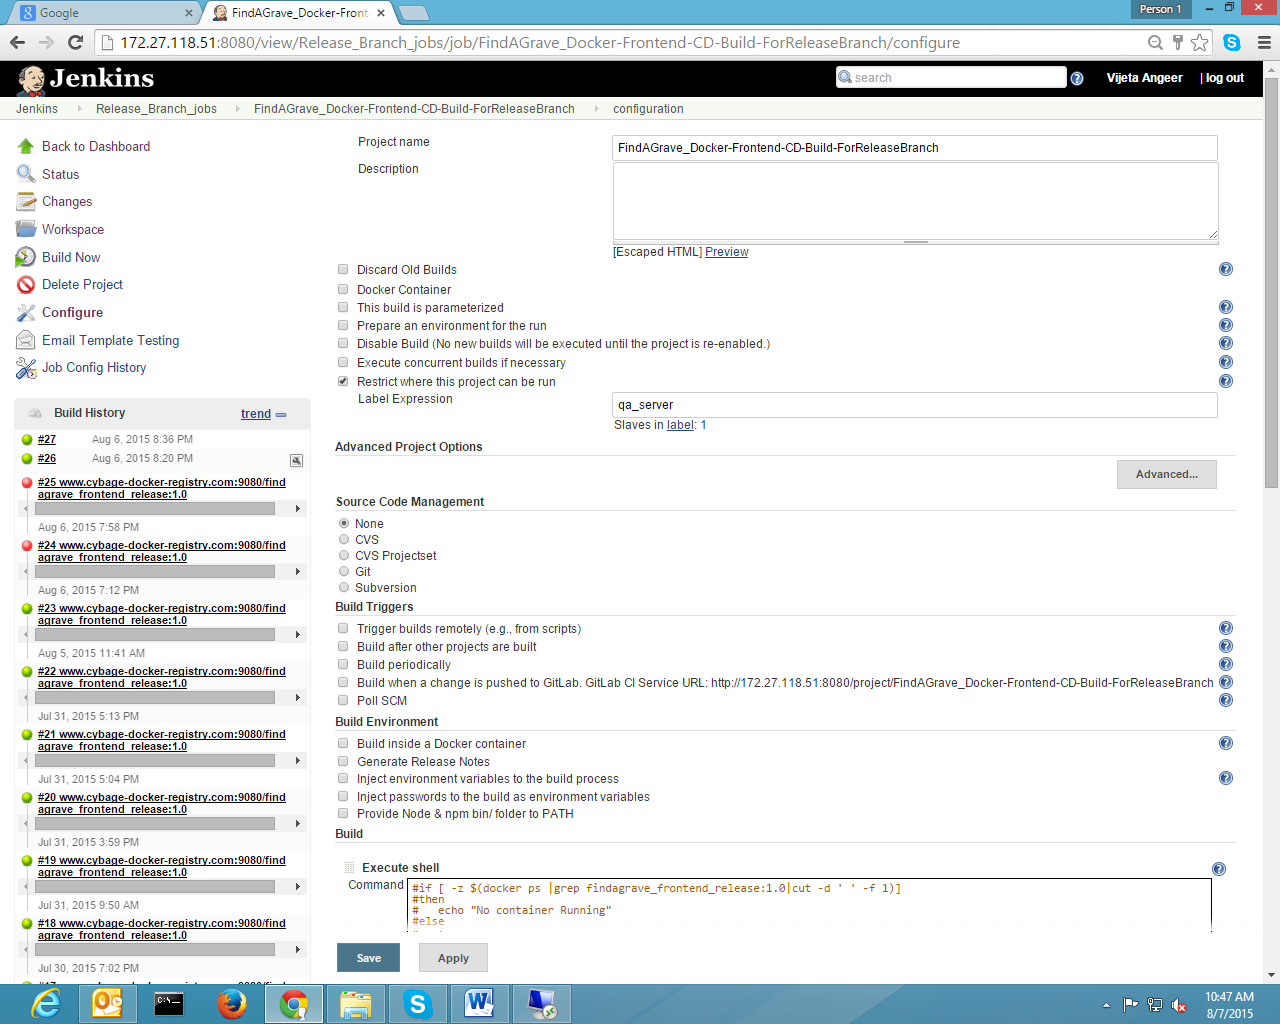 Google
FindAGrave_Docker-Front
Person 1
172.27.118.51:8080/view/Release_Branch_jobs/job/FindAGrave_Docker-Frontend-CD-Build-ForReleaseBranch/configure
Jenkins
search
Vijeta Angeer
| log out
Jenkins
Release_Branch_jobs
FindAGrave_Docker-Frontend-CD-Build-ForReleaseBranch
configuration
Back to Dashboard
Status
Changes
Workspace
Build Now
Delete Project
Configure
Email Template Testing
Job Config History
Build History
trend
#27 Aug 6, 2015 8:36 PM
#26 Aug 6, 2015 8:20 PM
#25 www.cybage-docker-registry.com:9080/find
agrave_frontend_release:1.0
Aug 6, 2015 7:58 PM
#24 www.cybage-docker-registry.com:9080/find
agrave_frontend_release:1.0
Aug 6, 2015 7:12 PM
#23 www.cybage-docker-registry.com:9080/find
agrave_frontend_release:1.0
Aug 5, 2015 11:41 AM
#22 www.cybage-docker-registry.com:9080/find
agrave_frontend_release:1.0
Jul 31, 2015 5:13 PM
#21 www.cybage-docker-registry.com:9080/find
agrave_frontend_release:1.0
Jul 31, 2015 5:04 PM
#20 www.cybage-docker-registry.com:9080/find
agrave_frontend_release:1.0
Jul 31, 2015 3:59 PM
#19 www.cybage-docker-registry.com:9080/find
agrave_frontend_release:1.0
Jul 31, 2015 9:50 AM
#18 www.cybage-docker-registry.com:9080/find
agrave_frontend_release:1.0
Jul 30, 2015 7:02 PM
Project name
FindAGrave_Docker-Frontend-CD-Build-ForReleaseBranch
Description
[Escaped HTML] Preview
Discard Old Builds
Docker Container
This build is parameterized
Prepare an environment for the run
Disable Build (No new builds will be executed until the project is re-enabled.)
Execute concurrent builds if necessary
Restrict where this project can be run
Label Expression
qa_server
Slaves in label: 1
Advanced Project Options
Advanced...
Source Code Management
None
CVS
CVS Projectset
Git
Subversion
Build Triggers
Trigger builds remotely (e.g., from scripts)
Build after other projects are built
Build periodically
Build when a change is pushed to GitLab. GitLab CI Service URL: http://172.27.118.51:8080/project/FindAGrave_Docker-Frontend-CD-Build-ForReleaseBranch
Poll SCM
Build Environment
Build inside a Docker container
Generate Release Notes
Inject environment variables to the build process
Inject passwords to the build as environment variables
Provide Node & npm bin/ folder to PATH
Build
Execute shell
Command
#if [ -z $(docker ps |grep findagrave_frontend_release:1.0|cut -d ' ' -f 1)]
#then
# echo "No container Running"
#else
Save
Apply
10:47 AM
8/7/2015